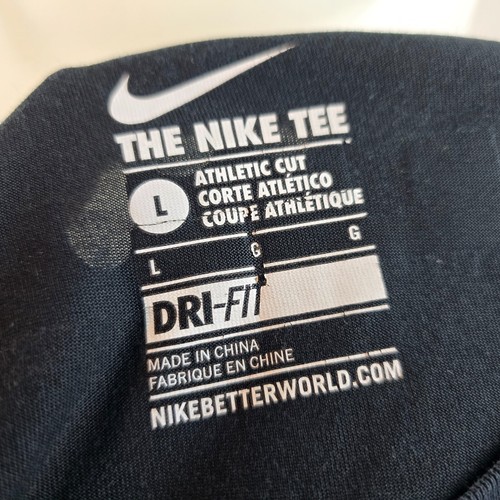 THE NIKE TEE
L
ATHLETIC CUT
CORTE ATLÉTICO
COUPE ATHLÉTIQUE
L G G
DRI-FIT
MADE IN CHINA
FABRIQUE EN CHINE
NIKEBETTERWORLD.COM